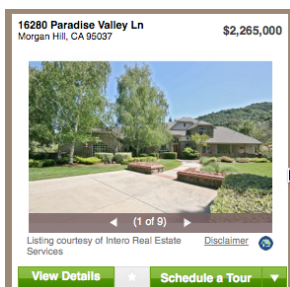 16280 Paradise Valley Ln
$2,265,000
Morgan Hill, CA 95037
(1 of 9)
Listing courtesy of Intero Real Estate
Services
Disclaimer
View Details
Schedule a Tour